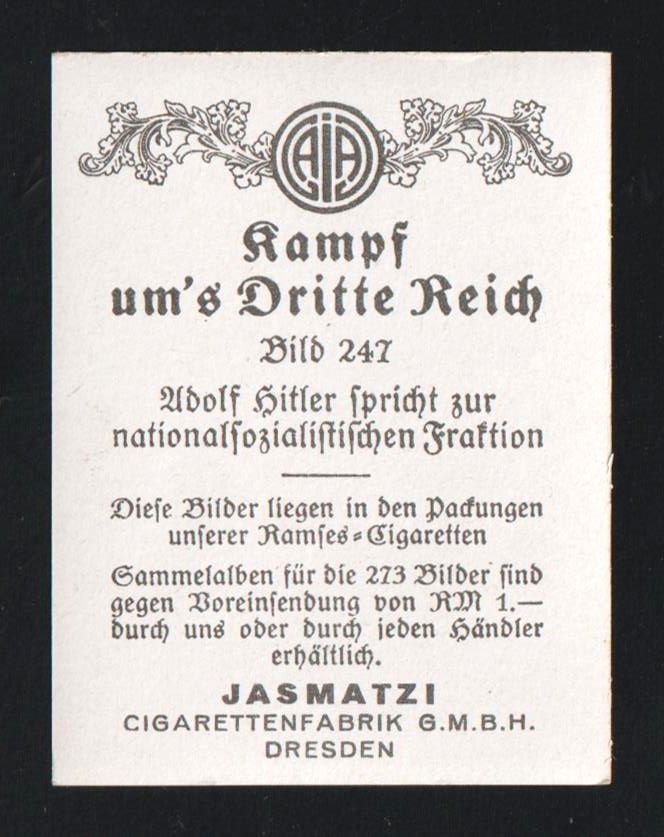 AJA
Kampf
um's Dritte Reich
Bild 247
Adolf Hitler spricht zur
nationalsozialistischen Fraktion
Diese Bilder liegen in den Packungen
unserer Ramses=Cigaretten
Sammelalben für die 273 Bilder sind
gegen Voreinsendung von RM 1.—
durch uns oder durch jeden Händler
erhältlich.
JASMATZI
CIGARETTENFABRIK G.M.B.H.
DRESDEN